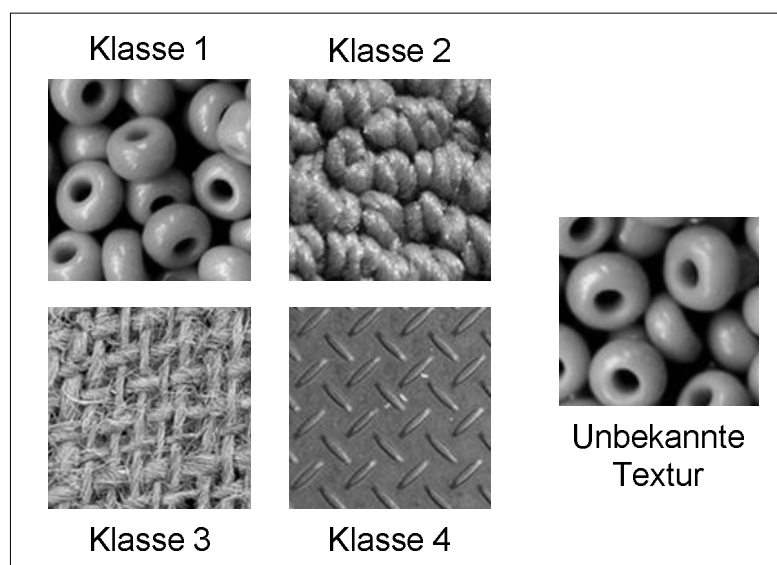 Klasse 1
Klasse 2
Klasse 3
Klasse 4
Unbekannte
Textur